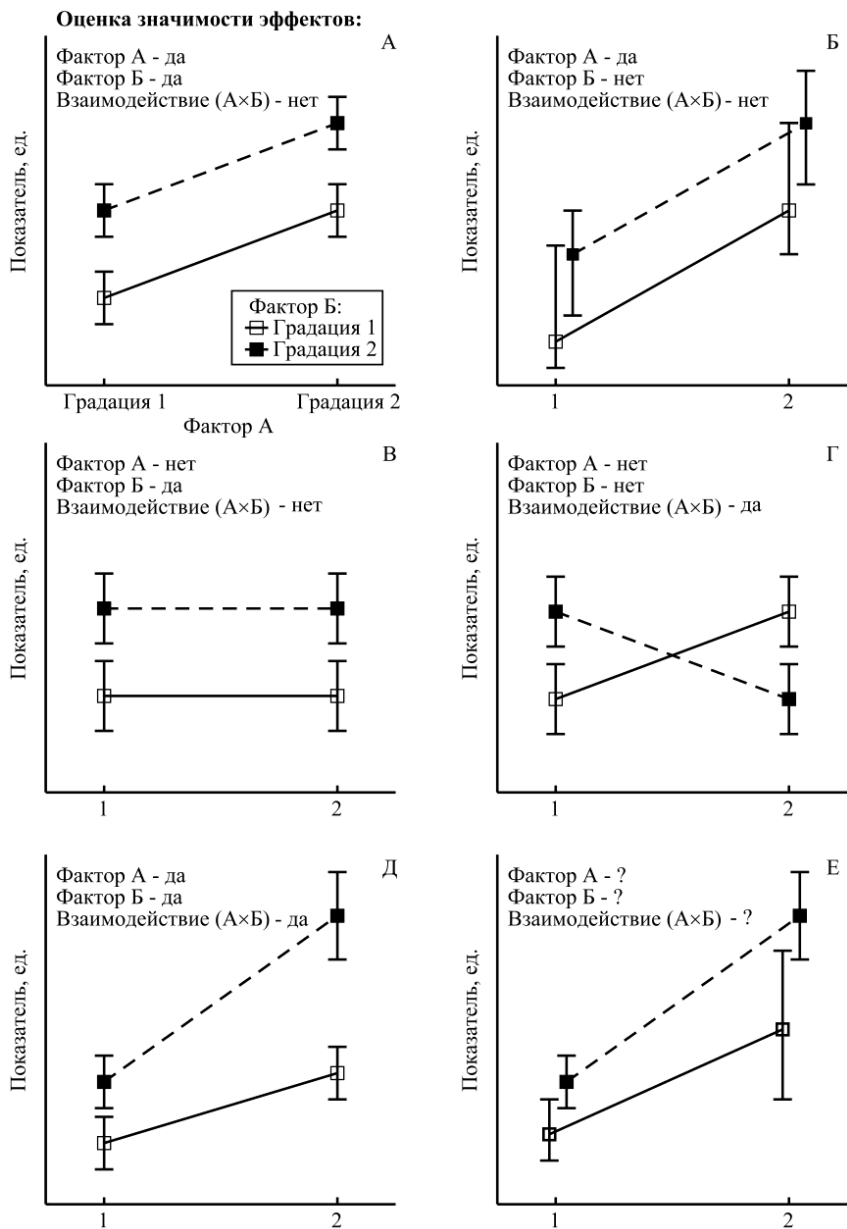 Оценка значимости эффектов:
А
Фактор А - да
Фактор Б - да
Взаимодействие (А×Б) - нет
Показатель, ед.
Фактор Б:
Градация 1
Градация 2
Градация 1
Градация 2
Фактор А
Б
Фактор А - да
Фактор Б - нет
Взаимодействие (А×Б) - нет
Показатель, ед.
1
2
В
Фактор А - нет
Фактор Б - да
Взаимодействие (А×Б) - нет
Показатель, ед.
1
2
Г
Фактор А - нет
Фактор Б - нет
Взаимодействие (А×Б) - да
Показатель, ед.
1
2
Д
Фактор А - да
Фактор Б - да
Взаимодействие (А×Б) - да
Показатель, ед.
1
2
Е
Фактор А - ?
Фактор Б - ?
Взаимодействие (А×Б) - ?
Показатель, ед.
1
2